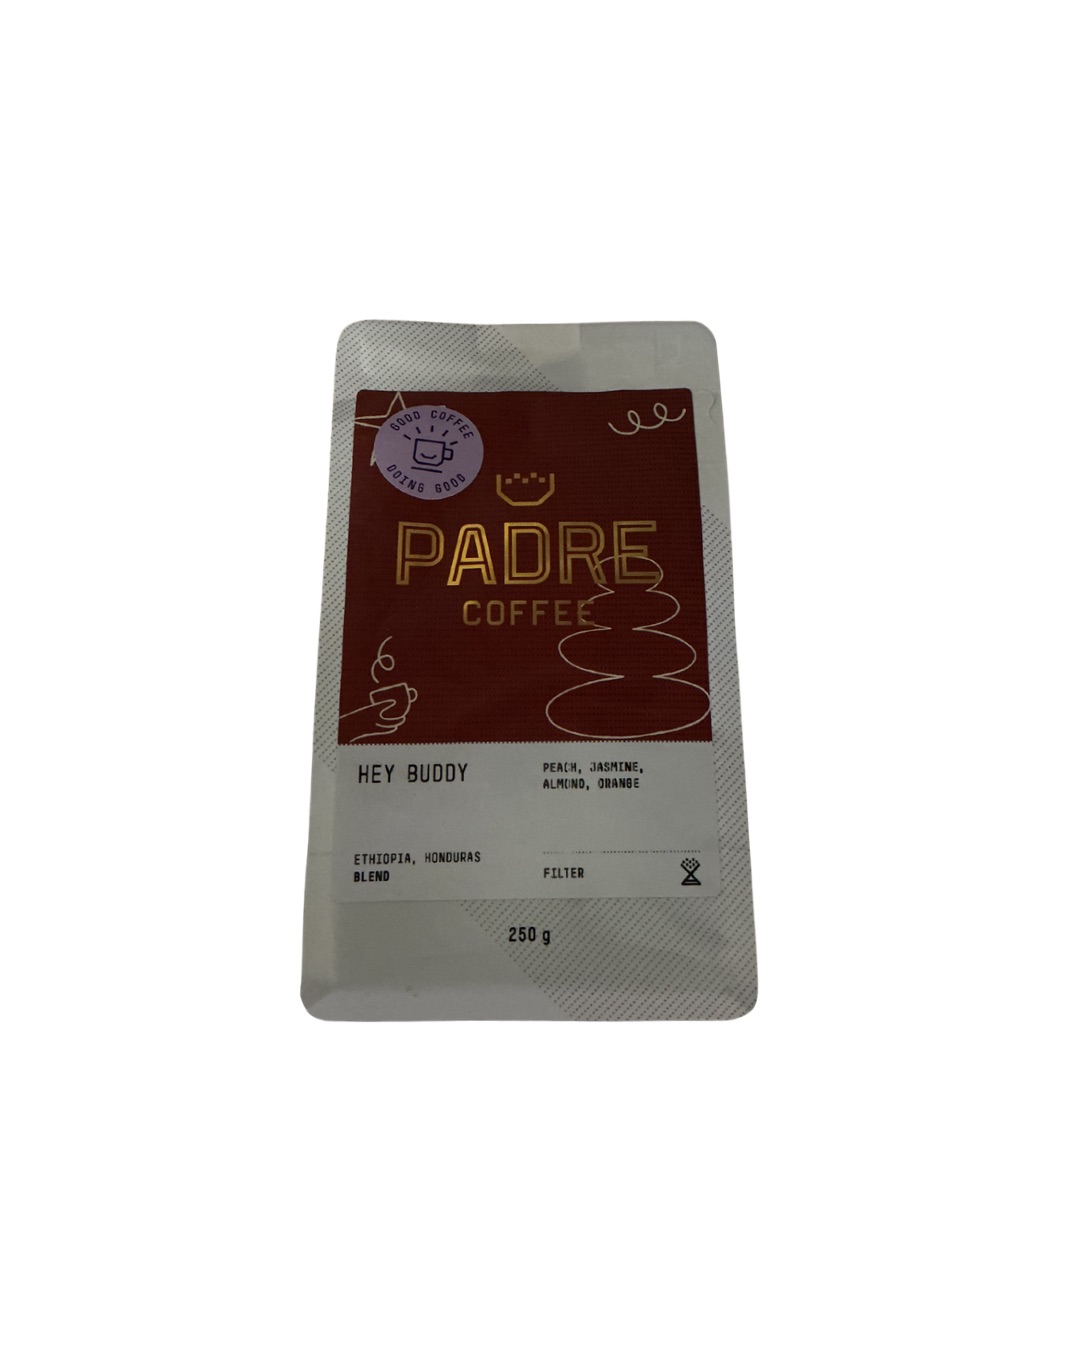 GOOD COFFEE
DOING GOOD
PADRE
COFFEE
HEY BUDDY
PEACH, JASMINE,
ALMOND, ORANGE
ETHIOPIA, HONDURAS
BLEND
FILTER
250 g